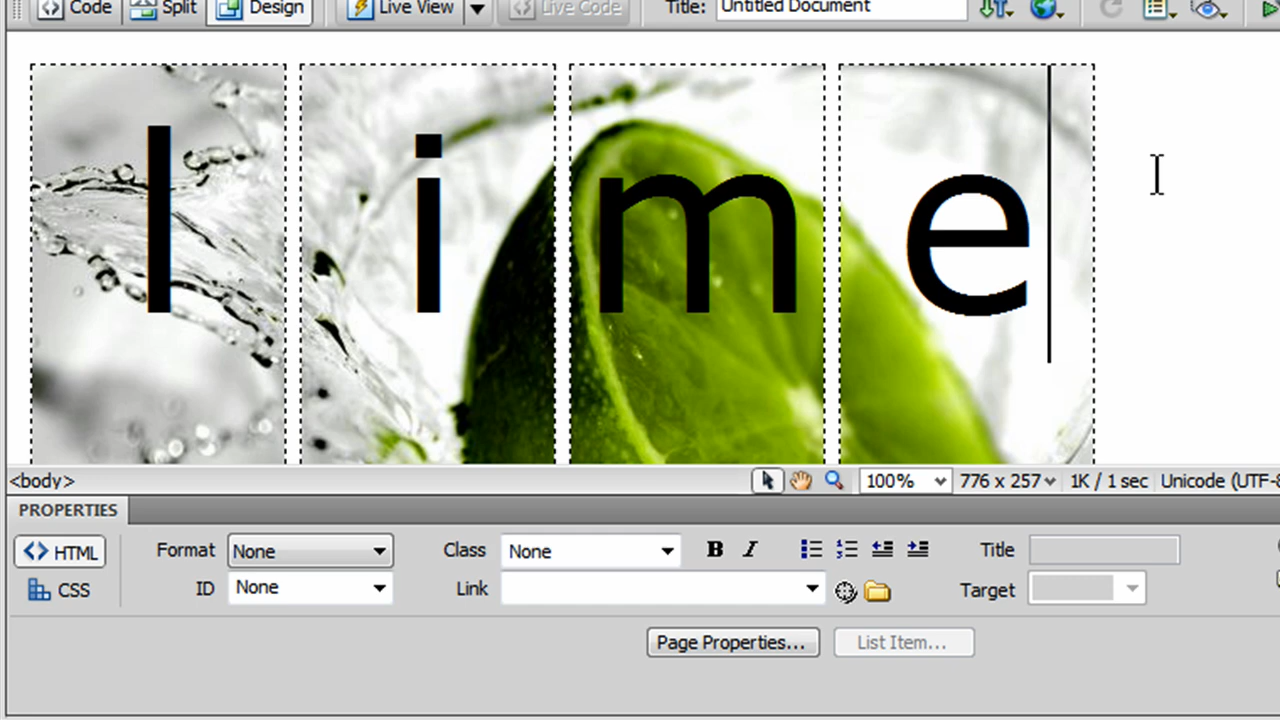 Code Split Design Live View Live Code Title: Untitled Document
l i m e
<body> 100% 776 x 257 1K / 1 sec Unicode (UTF-8
PROPERTIES
HTML Format None Class None B I Title
CSS ID None Link Target
Page Properties... List Item...